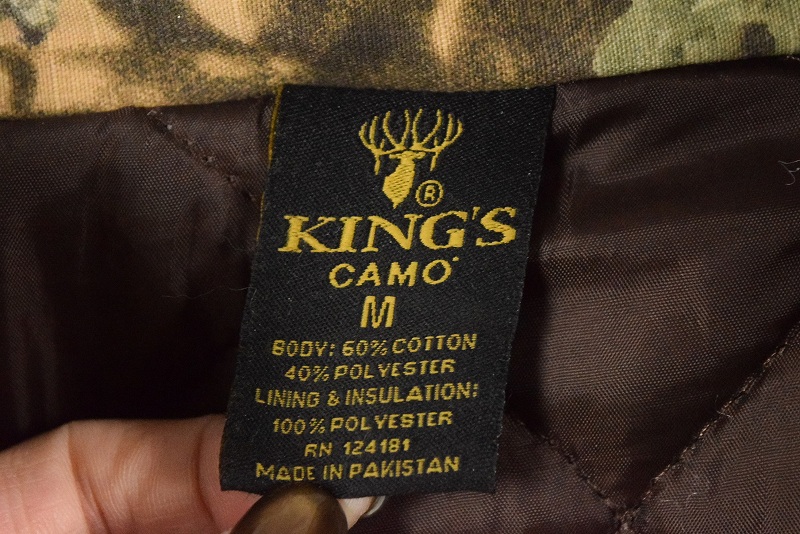 ®
KING'S
CAMO
M
BODY: 60% COTTON
40% POLYESTER
LINING & INSULATION:
100% POLYESTER
RN 124181
MADE IN PAKISTAN